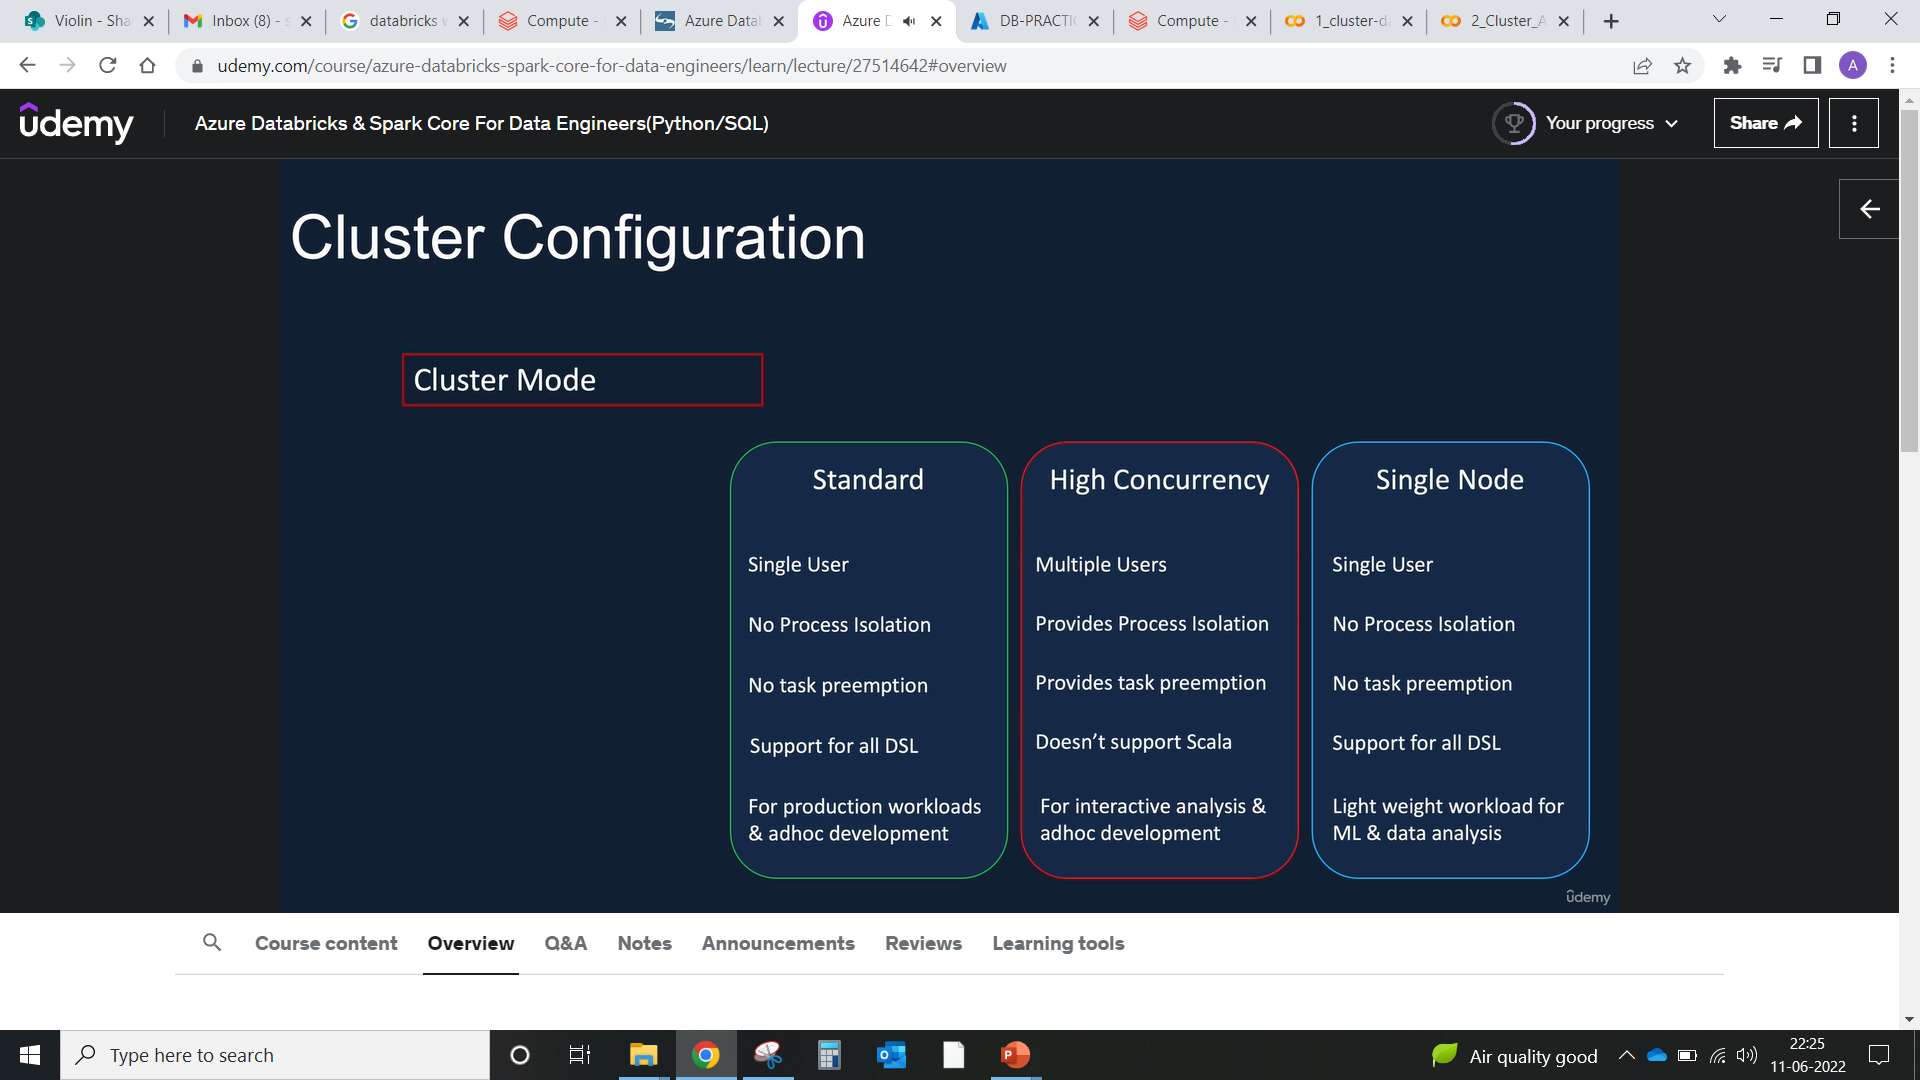 Violin - Sha
Inbox (8) - s
databricks w
Compute -
Azure Datab
Azure D
DB-PRACTIC
Compute -
1_cluster-da
2_Cluster_A
udemy.com/course/azure-databricks-spark-core-for-data-engineers/learn/lecture/27514642#overview
A
ûdemy
Azure Databricks & Spark Core For Data Engineers(Python/SQL)
Your progress
Share
Cluster Configuration
Cluster Mode
Standard
Single User
No Process Isolation
No task preemption
Support for all DSL
For production workloads
& adhoc development
High Concurrency
Multiple Users
Provides Process Isolation
Provides task preemption
Doesn’t support Scala
For interactive analysis &
adhoc development
Single Node
Single User
No Process Isolation
No task preemption
Support for all DSL
Light weight workload for
ML & data analysis
ûdemy
Course content
Overview
Q&A
Notes
Announcements
Reviews
Learning tools
Type here to search
Air quality good
22:25
11-06-2022